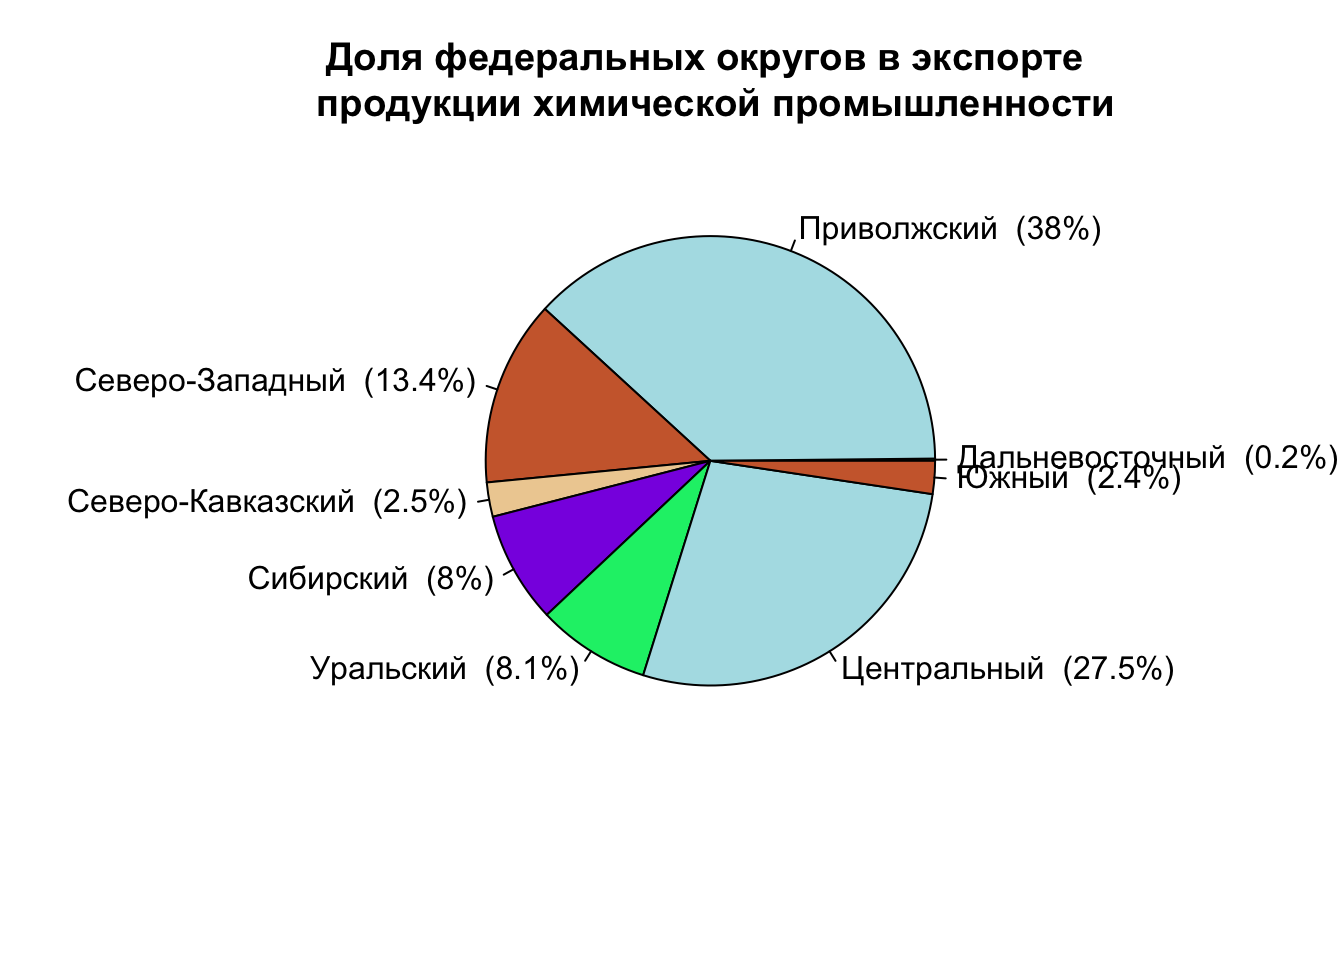 Доля федеральных округов в экспорте
продукции химической промышленности
Приволжский (38%)
Северо-Западный (13.4%)
Дальневосточный (0.2%)
Южный (2.4%)
Северо-Кавказский (2.5%)
Сибирский (8%)
Уральский (8.1%)
Центральный (27.5%)